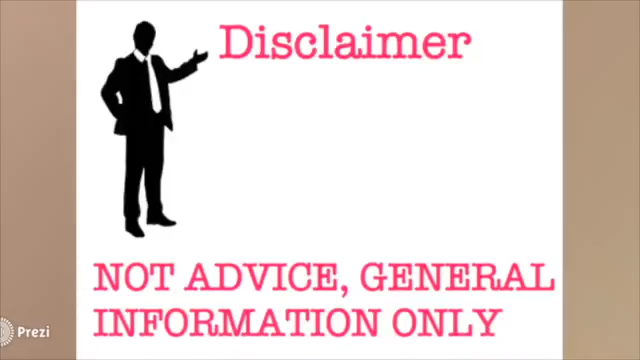 Disclaimer
NOT ADVICE, GENERAL
INFORMATION ONLY
Prezi